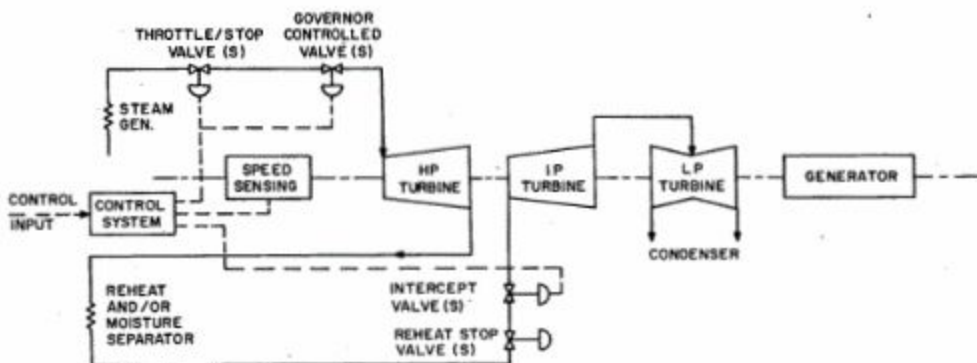 THROTTLE/STOP
VALVE (S)
GOVERNOR
CONTROLLED
VALVE (S)
STEAM
GEN.
SPEED
SENSING
HP
TURBINE
IP
TURBINE
LP
TURBINE
GENERATOR
CONTROL
INPUT
CONTROL
SYSTEM
CONDENSER
REHEAT
AND/OR
MOISTURE
SEPARATOR
INTERCEPT
VALVE (S)
REHEAT STOP
VALVE (S)